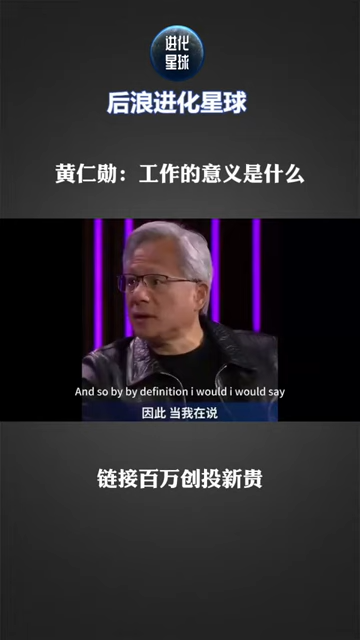 进化
星球
后浪进化星球
黄仁勋：工作的意义是什么
And so by by definition i would i would say
因此 当我在说
链接百万创投新贵